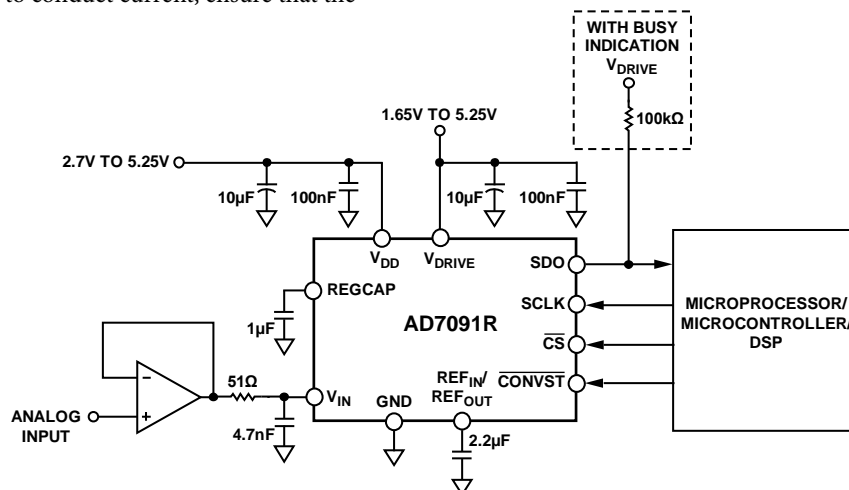 to conduct current, ensure that the
WITH BUSY
INDICATION
VDRIVE
100kΩ
1.65V TO 5.25V
2.7V TO 5.25V
10µF
100nF
10µF
100nF
VDD
VDRIVE
SDO
REGCAP
SCLK
MICROPROCESSOR/
MICROCONTROLLER/
DSP
1µF
AD7091R
CS
51Ω
REFIN/
REFOUT
CONVST
VIN
GND
ANALOG
INPUT
4.7nF
2.2µF